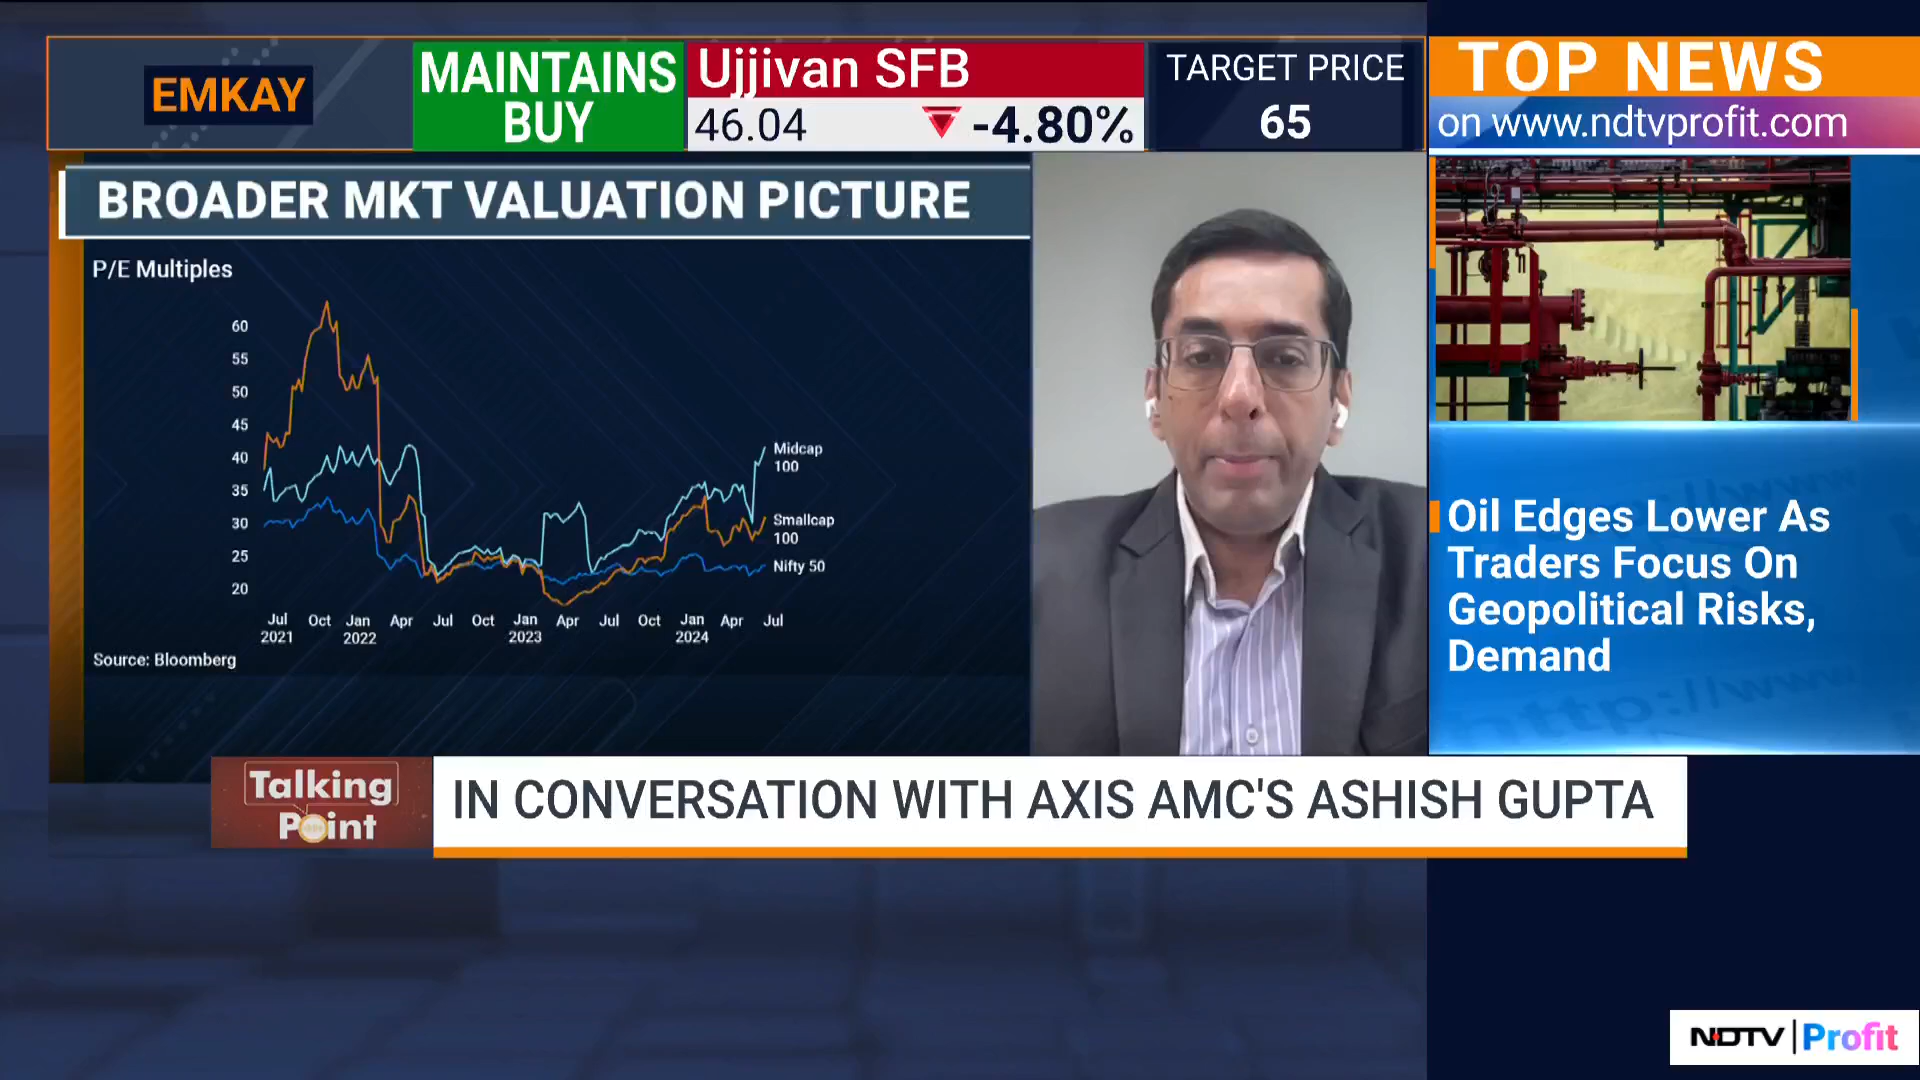 EMKAY
MAINTAINS
BUY
Ujjivan SFB
46.04
-4.80%
TARGET PRICE
65
TOP NEWS
on www.ndtvprofit.com
BROADER MKT VALUATION PICTURE
P/E Multiples
60
55
50
45
40
35
30
25
20
Midcap
100
Smallcap
100
Nifty 50
Jul Oct Jan Apr Jul Oct Jan Apr Jul Oct Jan Apr Jul
2021 2022 2023 2024
Source: Bloomberg
Oil Edges Lower As
Traders Focus On
Geopolitical Risks,
Demand
Talking
Point
IN CONVERSATION WITH AXIS AMC'S ASHISH GUPTA
NDTV Profit